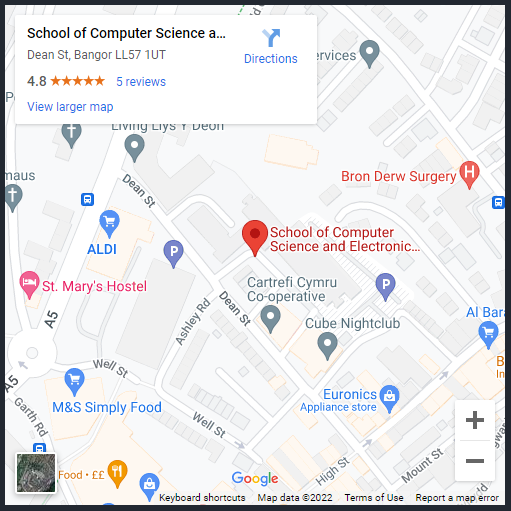 School of Computer Science a...
Dean St, Bangor LL57 1UT
4.8
5 reviews
View larger map
Directions
ervices
Living Llys Y Deon
maus
Bron Derw Surgery
H
Dean St
ALDI
P
School of Computer
Science and Electronic...
St. Mary's Hostel
Cartrefi Cymru
Co-operative
P
A5
Ashley Rd
Dean St
Cube Nightclub
Al Bara
Well St
A5
M&S Simply Food
Euronics
Appliance store
B
In
Garth Rd
Well St
High St
Mount St
Food • ££
Google
Keyboard shortcuts
Map data ©2022
Terms of Use
Report a map error